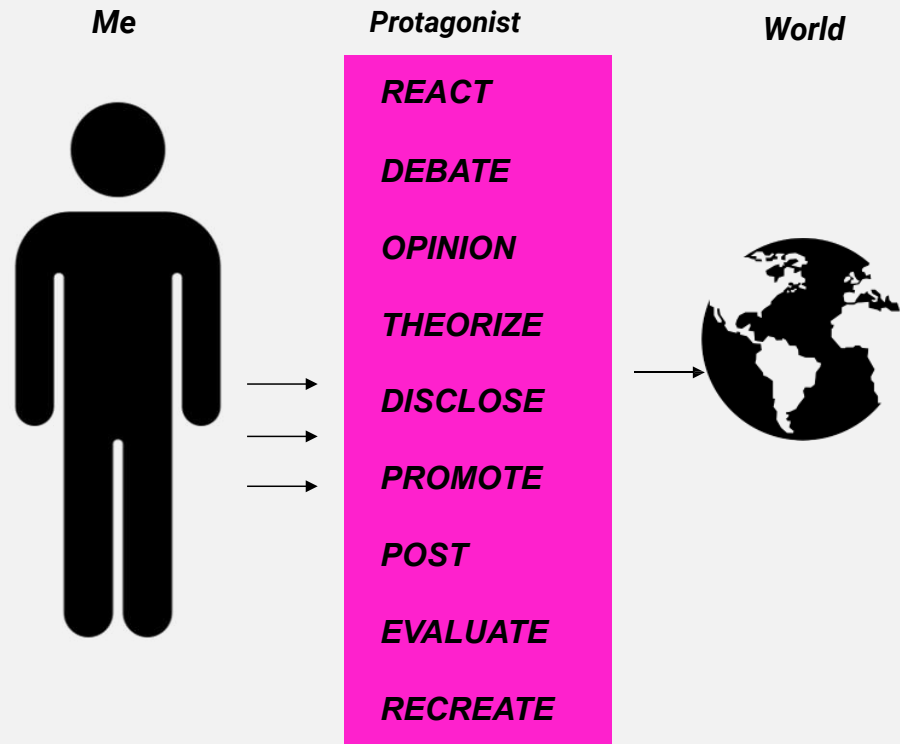 Me
Protagonist
World
REACT
DEBATE
OPINION
THEORIZE
DISCLOSE
PROMOTE
POST
EVALUATE
RECREATE